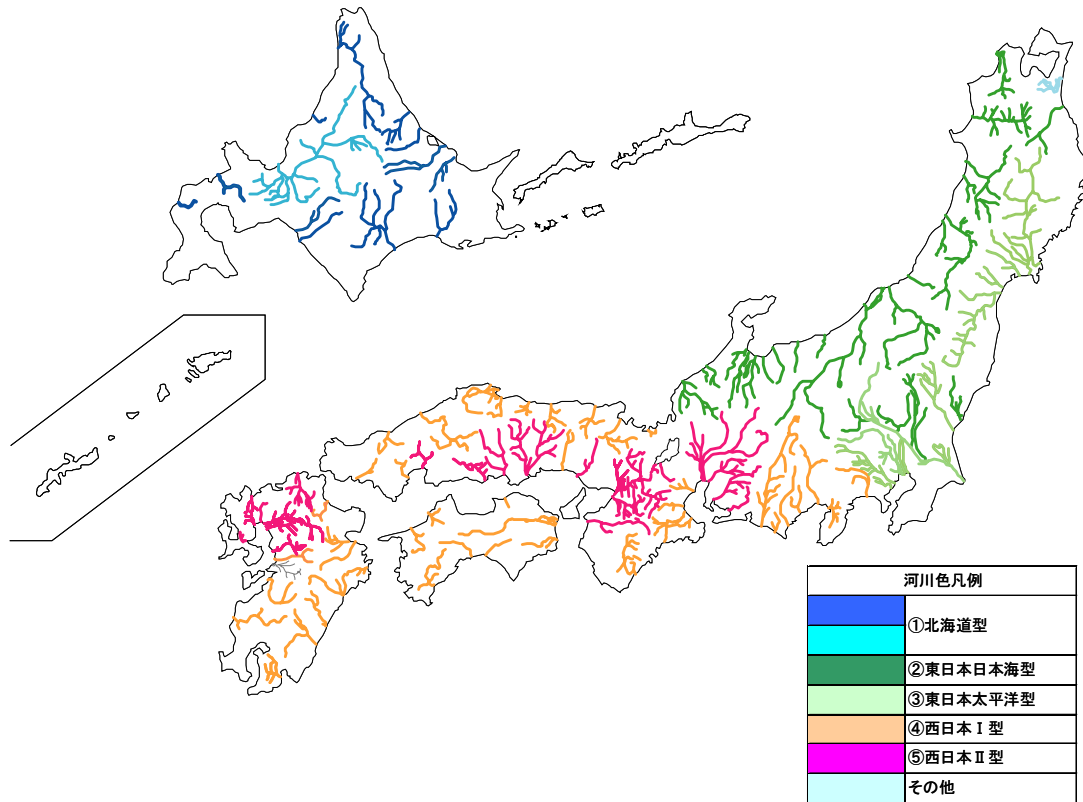 河川色凡例
①北海道型
②東日本日本海型
③東日本太平洋型
④西日本Ⅰ型
⑤西日本Ⅱ型
その他